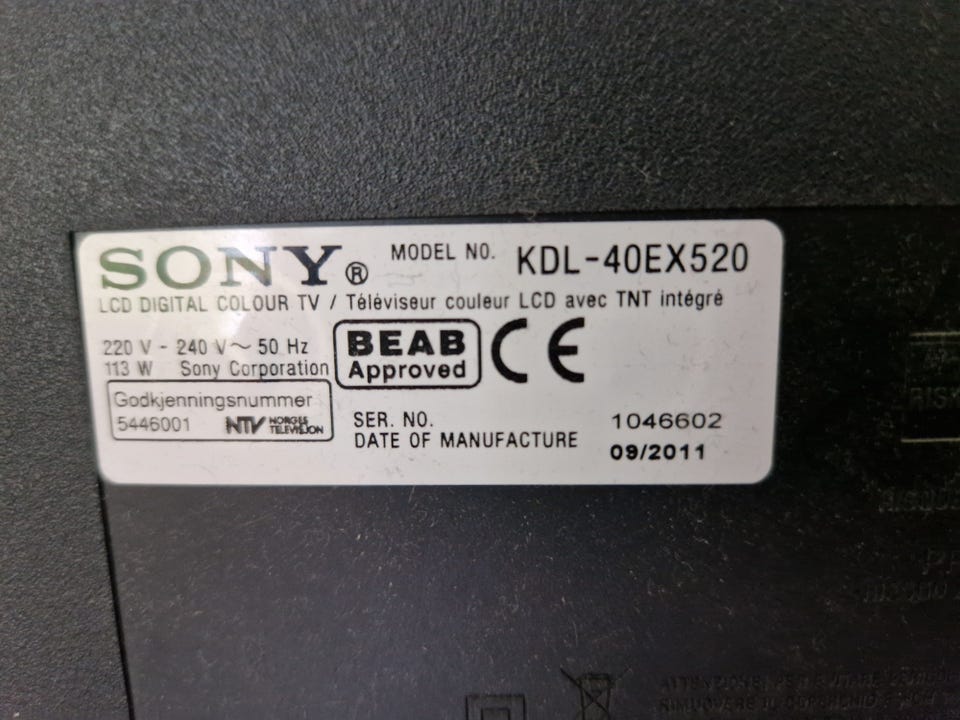 SONY® MODEL NO. KDL-40EX520
LCD DIGITAL COLOUR TV / Téléviseur couleur LCD avec TNT intégré
220 V - 240 V ~ 50 Hz
113 W Sony Corporation
BEAB
Approved
CE
Godkjenningsnummer
5446001 NTV NORGES TELEVISJON
SER. NO. 1046602
DATE OF MANUFACTURE 09/2011